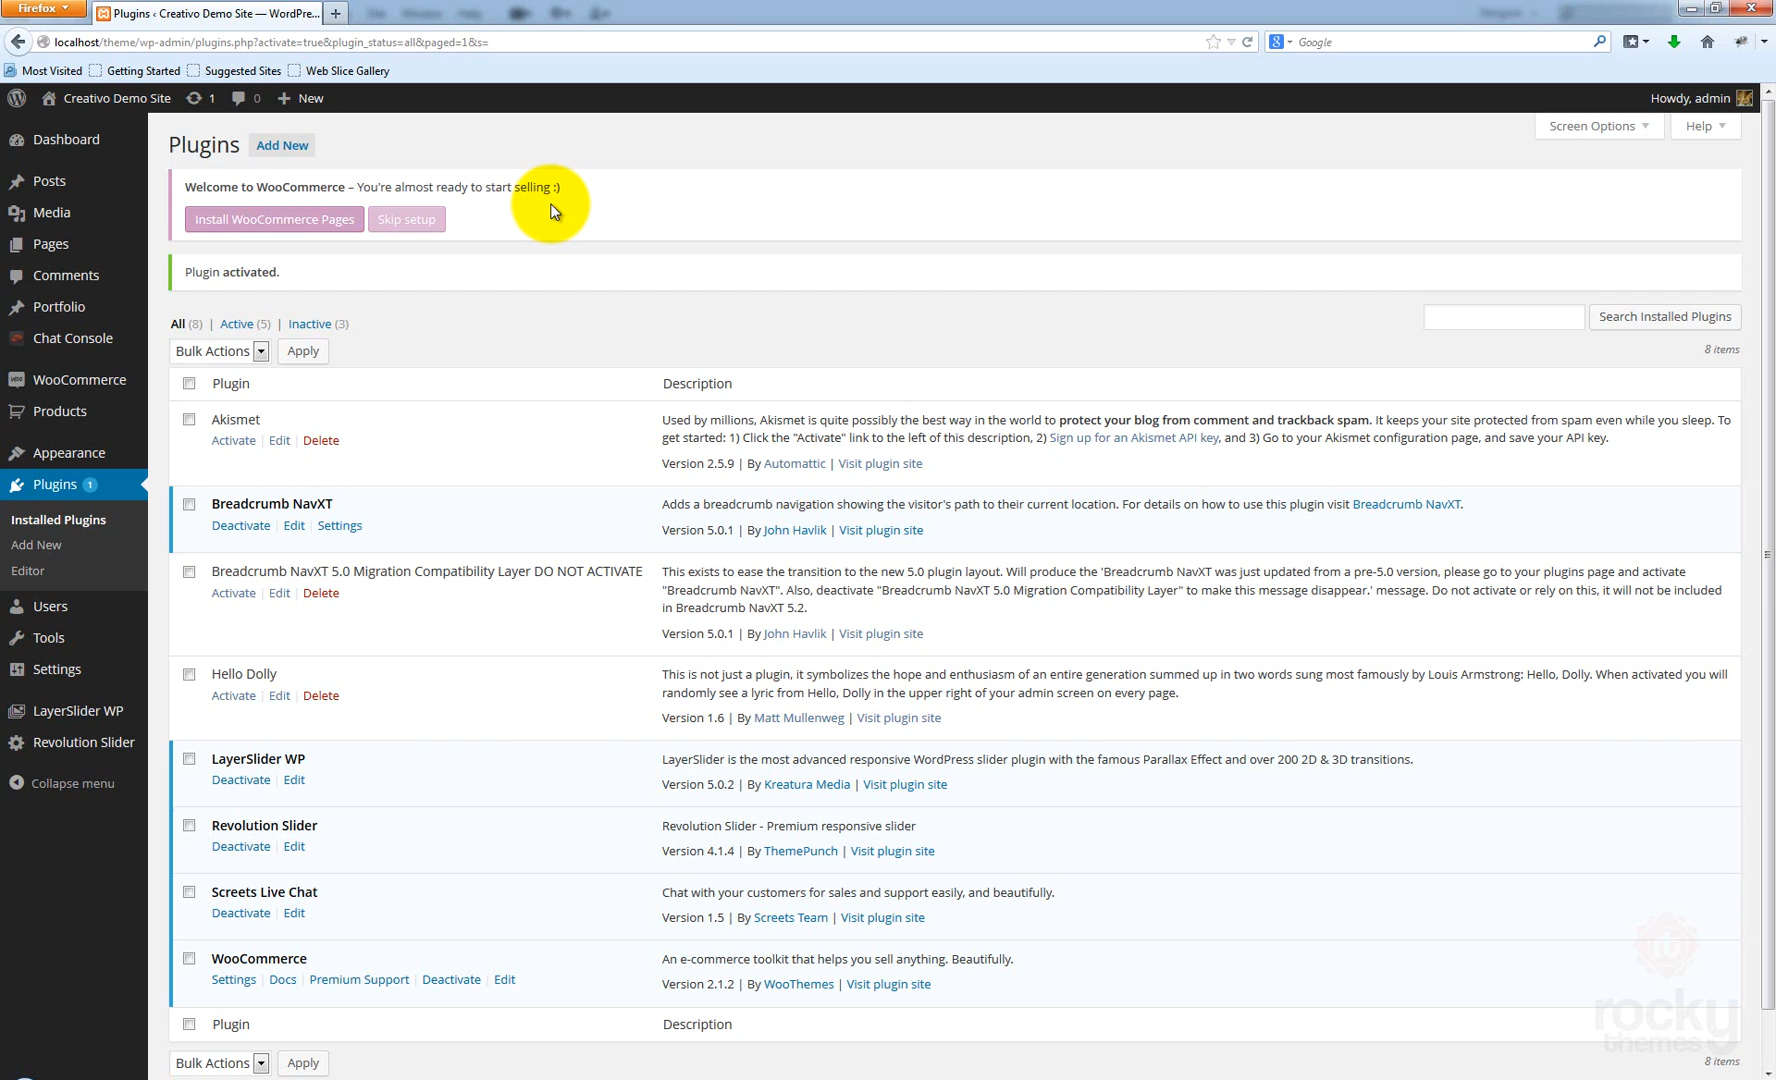 Firefox
Plugins ‹ Creativo Demo Site — WordPre...
localhost/theme/wp-admin/plugins.php?activate=true&plugin_status=all&paged=1&s=
Google
Most Visited Getting Started Suggested Sites Web Slice Gallery
Creativo Demo Site 1 0 New
Howdy, admin
Screen Options Help
Dashboard
Posts
Media
Pages
Comments
Portfolio
Chat Console
WooCommerce
Products
Appearance
Plugins 1
Installed Plugins
Add New
Editor
Users
Tools
Settings
LayerSlider WP
Revolution Slider
Collapse menu
Plugins Add New
Welcome to WooCommerce – You're almost ready to start selling :)
Install WooCommerce Pages Skip setup
Plugin activated.
All (8) | Active (5) | Inactive (3)
Search Installed Plugins
Bulk Actions Apply
8 items
Plugin Description
Akismet
Activate | Edit | Delete
Used by millions, Akismet is quite possibly the best way in the world to protect your blog from comment and trackback spam. It keeps your site protected from spam even while you sleep. To
get started: 1) Click the "Activate" link to the left of this description, 2) Sign up for an Akismet API key, and 3) Go to your Akismet configuration page, and save your API key.
Version 2.5.9 | By Automattic | Visit plugin site
Breadcrumb NavXT
Deactivate | Edit | Settings
Adds a breadcrumb navigation showing the visitor's path to their current location. For details on how to use this plugin visit Breadcrumb NavXT.
Version 5.0.1 | By John Havlik | Visit plugin site
Breadcrumb NavXT 5.0 Migration Compatibility Layer DO NOT ACTIVATE
Activate | Edit | Delete
This exists to ease the transition to the new 5.0 plugin layout. Will produce the 'Breadcrumb NavXT was just updated from a pre-5.0 version, please go to your plugins page and activate
"Breadcrumb NavXT". Also, deactivate "Breadcrumb NavXT 5.0 Migration Compatibility Layer" to make this message disappear.' message. Do not activate or rely on this, it will not be included
in Breadcrumb NavXT 5.2.
Version 5.0.1 | By John Havlik | Visit plugin site
Hello Dolly
Activate | Edit | Delete
This is not just a plugin, it symbolizes the hope and enthusiasm of an entire generation summed up in two words sung most famously by Louis Armstrong: Hello, Dolly. When activated you will
randomly see a lyric from Hello, Dolly in the upper right of your admin screen on every page.
Version 1.6 | By Matt Mullenweg | Visit plugin site
LayerSlider WP
Deactivate | Edit
LayerSlider is the most advanced responsive WordPress slider plugin with the famous Parallax Effect and over 200 2D & 3D transitions.
Version 5.0.2 | By Kreatura Media | Visit plugin site
Revolution Slider
Deactivate | Edit
Revolution Slider - Premium responsive slider
Version 4.1.4 | By ThemePunch | Visit plugin site
Screets Live Chat
Deactivate | Edit
Chat with your customers for sales and support easily, and beautifully.
Version 1.5 | By Screets Team | Visit plugin site
WooCommerce
Settings | Docs | Premium Support | Deactivate | Edit
An e-commerce toolkit that helps you sell anything. Beautifully.
Version 2.1.2 | By WooThemes | Visit plugin site
Plugin Description
Bulk Actions Apply
8 items
rocky
themes